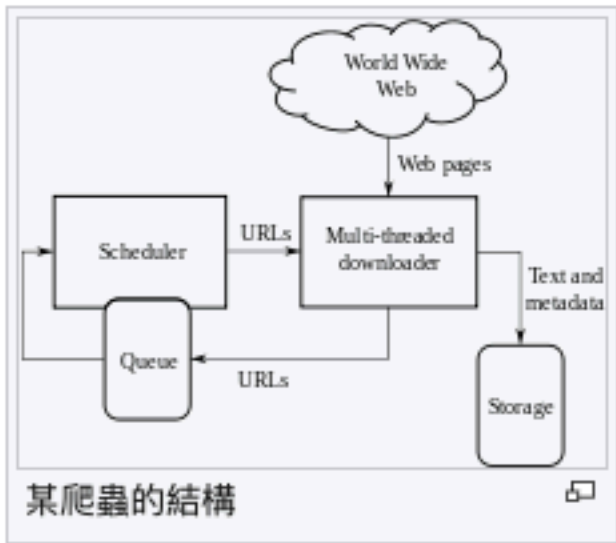 World Wide
Web
Web pages
Scheduler
URLs
Multi-threaded
downloader
Text and
metadata
Queue
URLs
Storage
某爬蟲的結構